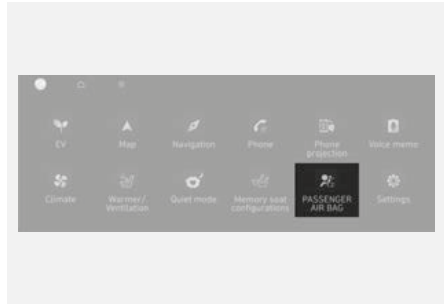 EV
Map
Navigation
Phone
Phone
projection
Voice memo
Climate
Warmer/
Ventilation
Quiet mode
Memory seat
configurations
PASSENGER
AIR BAG
Settings